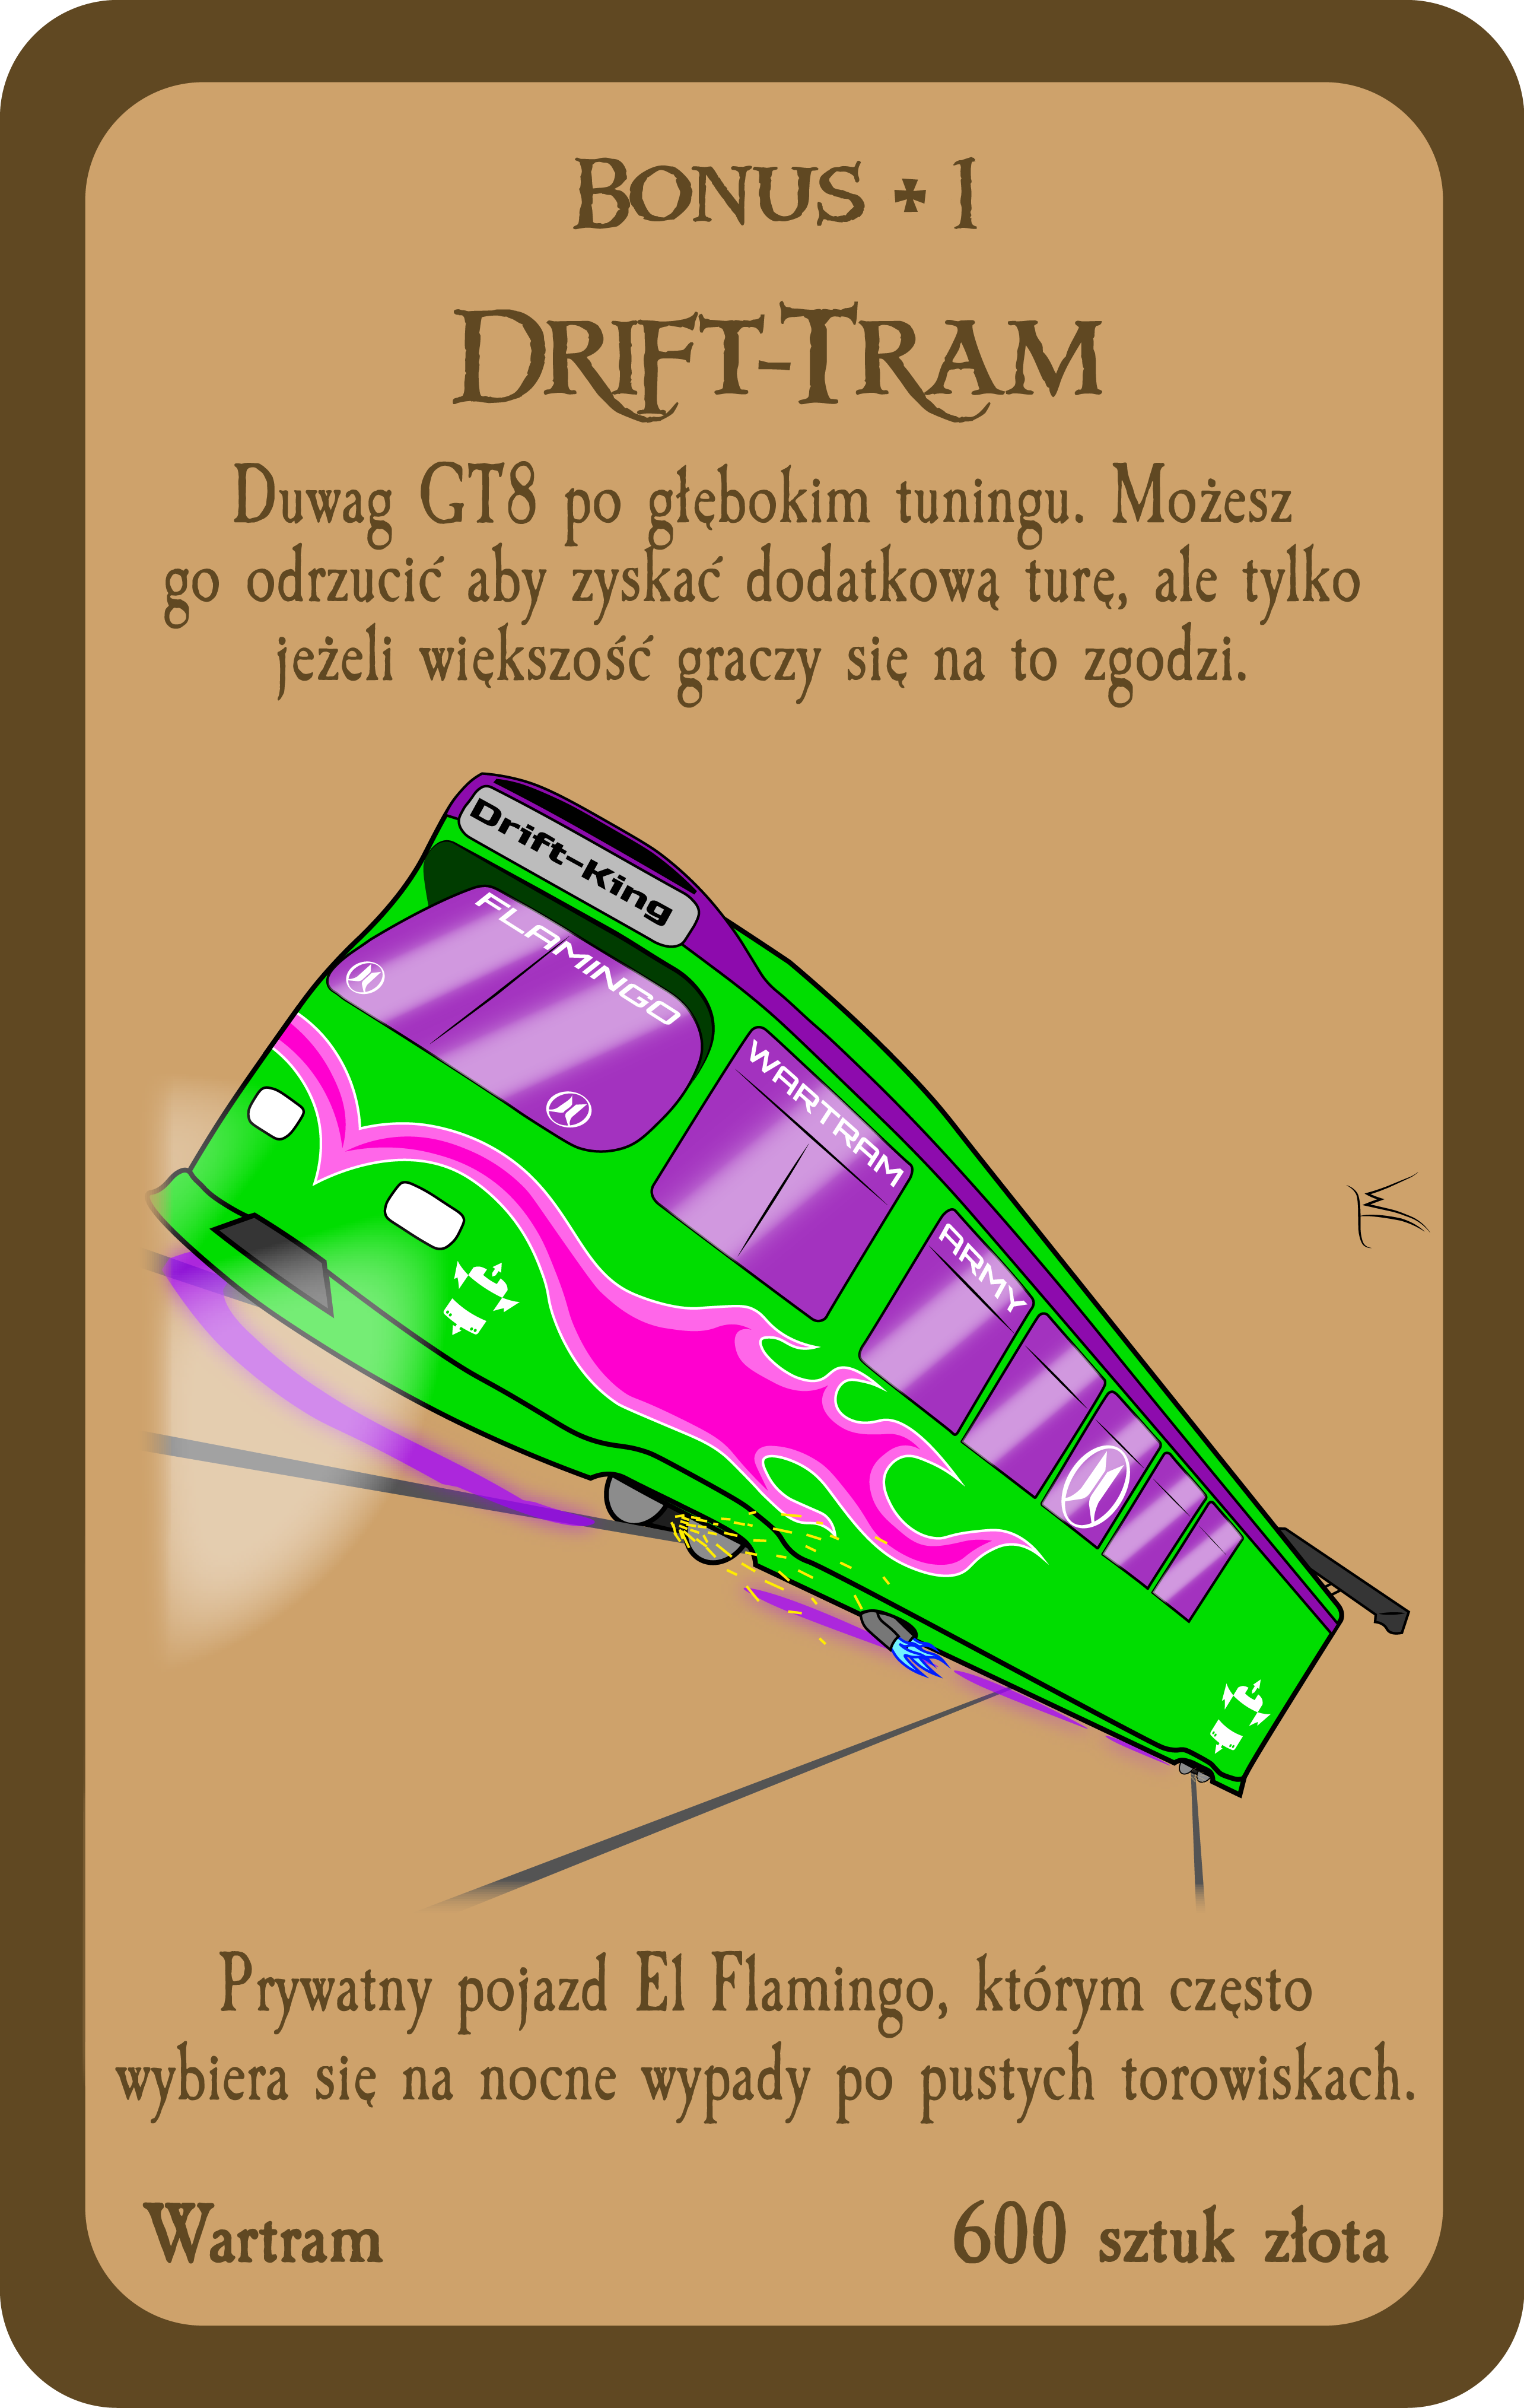 Bonus + 1
Drift-Tram
Duwag GT8 po głębokim tuningu. Możesz
go odrzucić aby zyskać dodatkową turę, ale tylko
jeżeli większość graczy się na to zgodzi.
Drift-King
FLAMINGO
WARTRAM
ARMY
Prywatny pojazd El Flamingo, którym często
wybiera się na nocne wypady po pustych torowiskach.
Wartram
600 sztuk złota